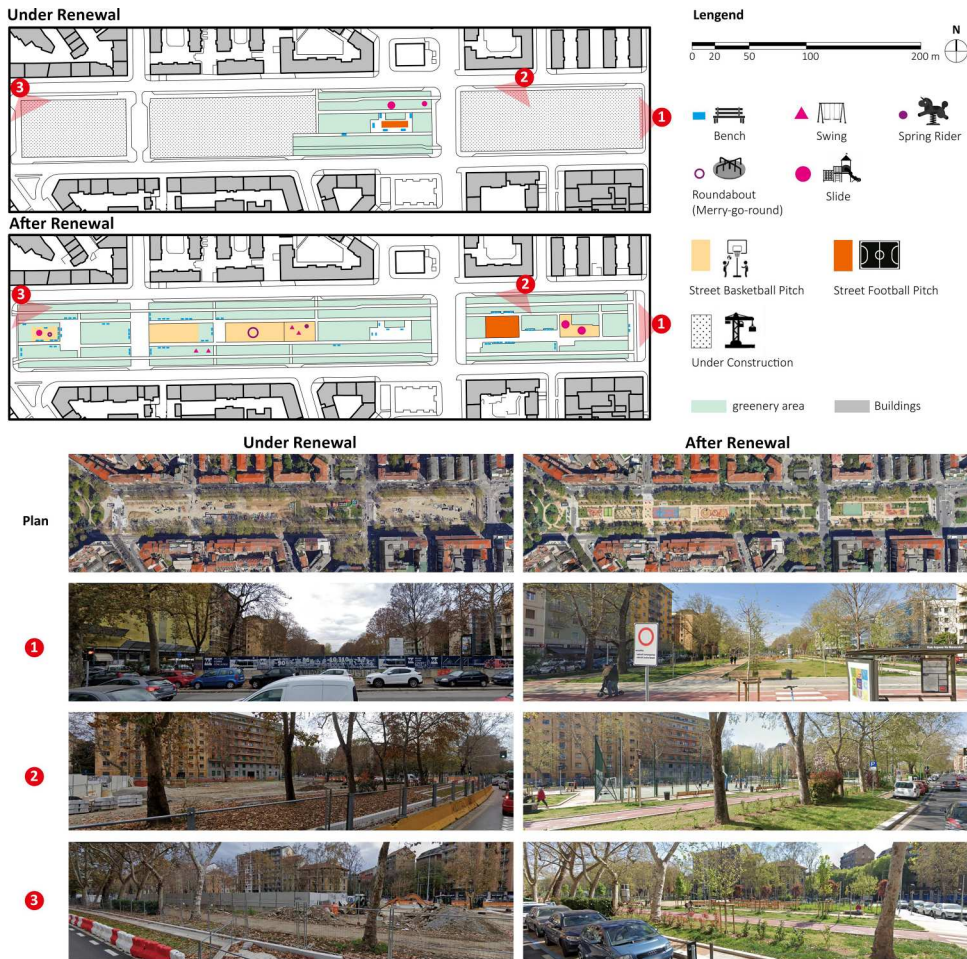 Under Renewal
3
2
1
After Renewal
3
2
1
Lengend
N
0 20 50 100 200 m
Bench
Swing
Spring Rider
Roundabout
(Merry-go-round)
Slide
Street Basketball Pitch
Street Football Pitch
Under Construction
greenery area
Buildings
Under Renewal
After Renewal
Plan
1
2
3